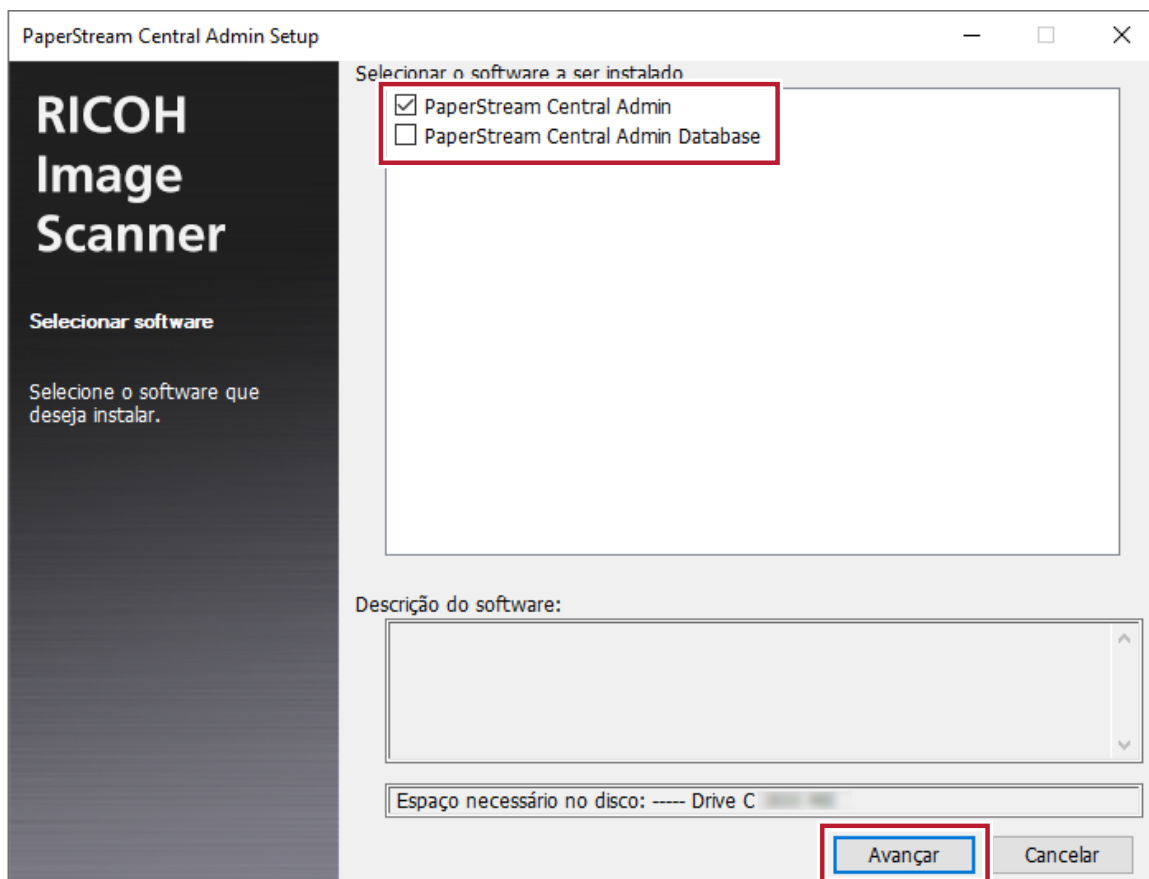 PaperStream Central Admin Setup
RICOH
Image
Scanner
Selecionar software
Selecione o software que
deseja instalar.
Selecionar o software a ser instalado
PaperStream Central Admin
PaperStream Central Admin Database
Descrição do software:
Espaço necessário no disco: ----- Drive C
Avançar
Cancelar